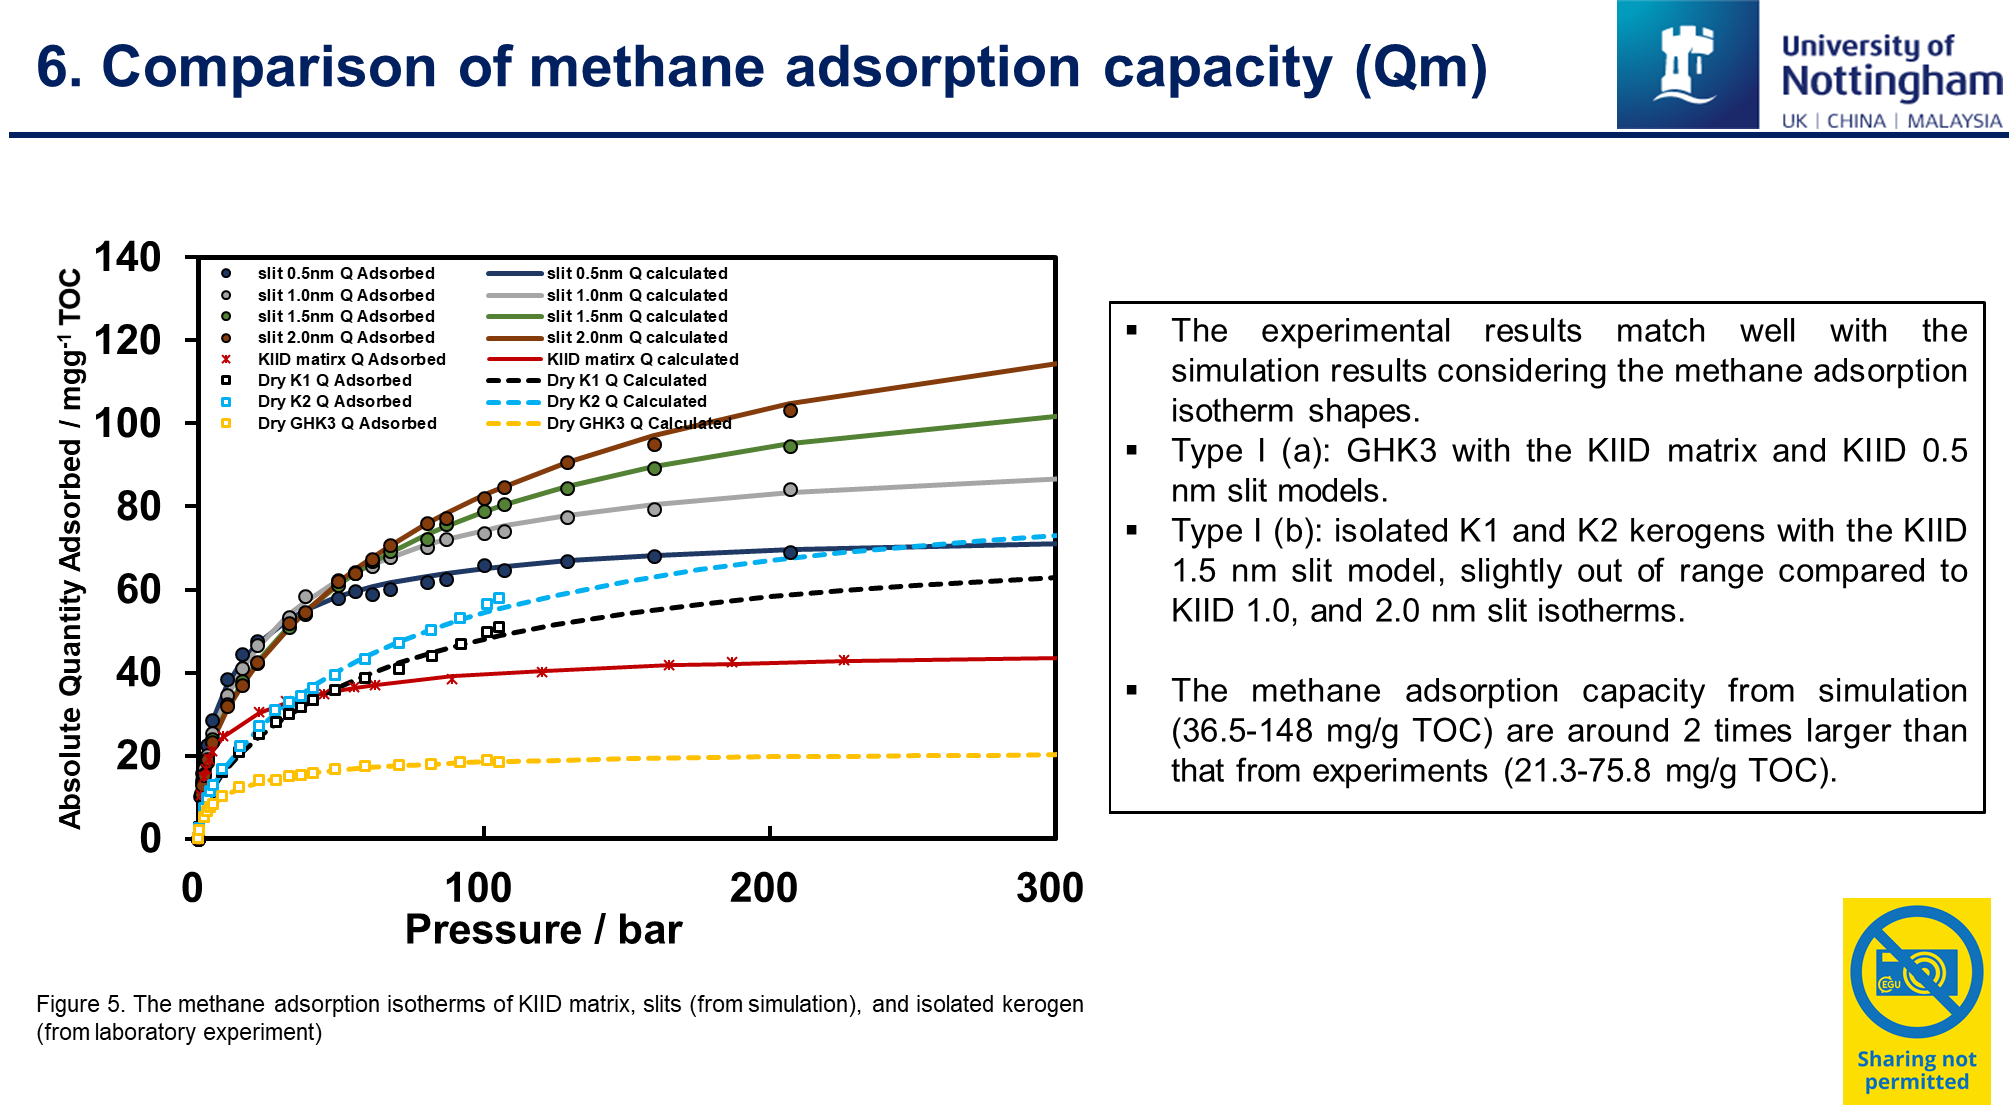 6. Comparison of methane adsorption capacity (Qm)
University of
Nottingham
UK | CHINA | MALAYSIA
Absolute Quantity Adsorbed / mgg-1 TOC
140
120
100
80
60
40
20
0
slit 0.5nm Q Adsorbed
slit 0.5nm Q calculated
slit 1.0nm Q Adsorbed
slit 1.0nm Q calculated
slit 1.5nm Q Adsorbed
slit 1.5nm Q calculated
slit 2.0nm Q Adsorbed
slit 2.0nm Q calculated
KIID matirx Q Adsorbed
KIID matirx Q calculated
Dry K1 Q Adsorbed
Dry K1 Q Calculated
Dry K2 Q Adsorbed
Dry K2 Q Calculated
Dry GHK3 Q Adsorbed
Dry GHK3 Q Calculated
0 100 200 300
Pressure / bar
Figure 5. The methane adsorption isotherms of KIID matrix, slits (from simulation), and isolated kerogen
(from laboratory experiment)
▪ The experimental results match well with the
simulation results considering the methane adsorption
isotherm shapes.
▪ Type I (a): GHK3 with the KIID matrix and KIID 0.5
nm slit models.
▪ Type I (b): isolated K1 and K2 kerogens with the KIID
1.5 nm slit model, slightly out of range compared to
KIID 1.0, and 2.0 nm slit isotherms.
▪ The methane adsorption capacity from simulation
(36.5-148 mg/g TOC) are around 2 times larger than
that from experiments (21.3-75.8 mg/g TOC).
EGU
Sharing not
permitted